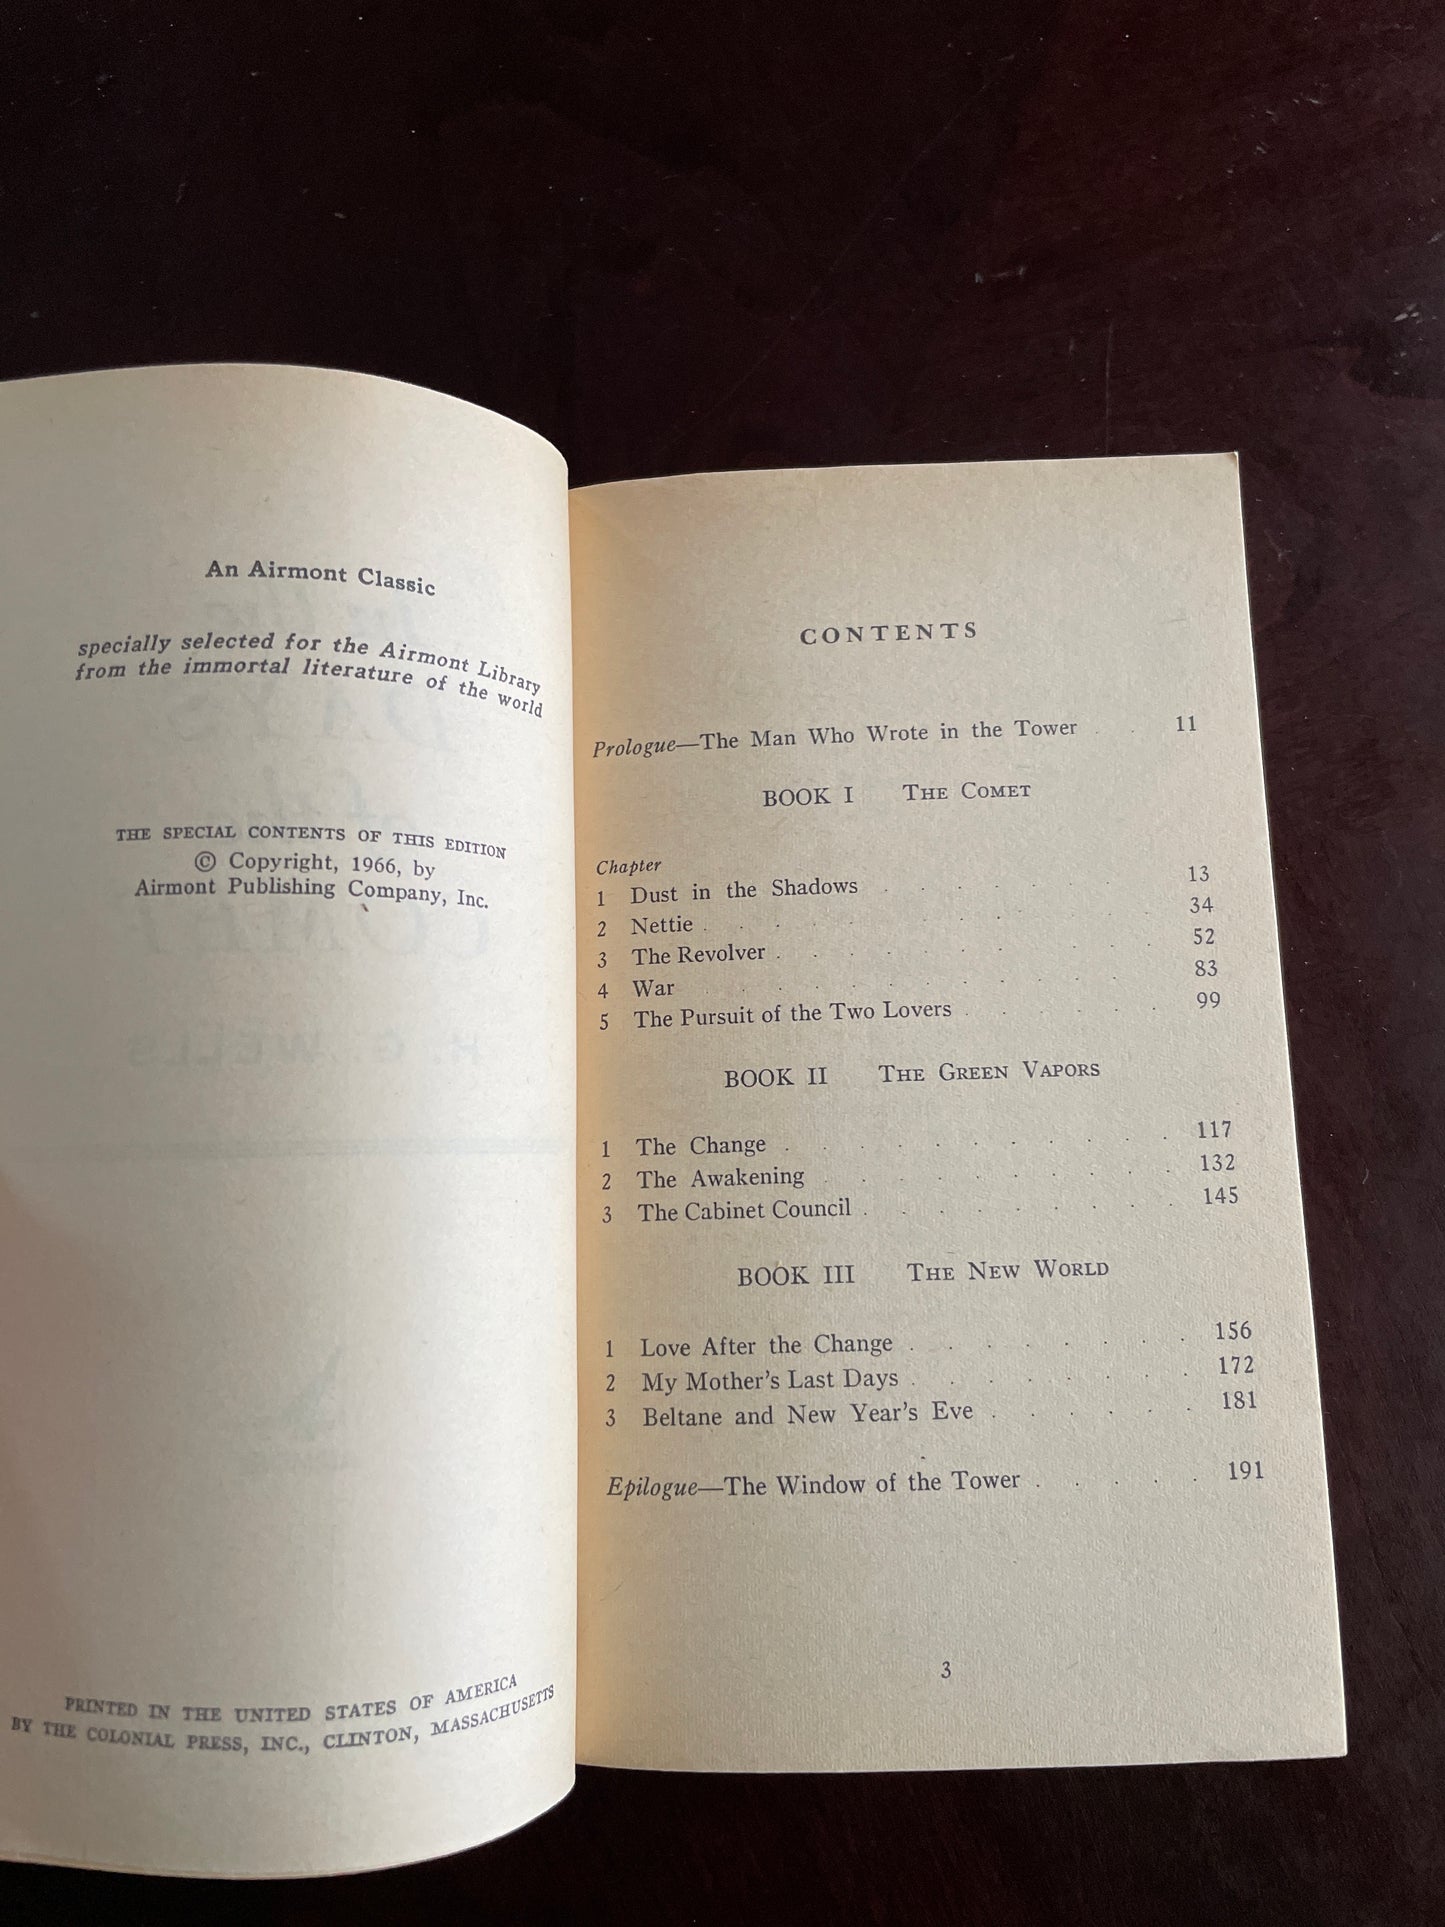 An Airmont Classic
specially selected for the Airmont Library
from the immortal literature of the world
THE SPECIAL CONTENTS OF THIS EDITION
© Copyright, 1966, by
Airmont Publishing Company, Inc.
PRINTED IN THE UNITED STATES OF AMERICA
BY THE COLONIAL PRESS, INC., CLINTON, MASSACHUSETTS
CONTENTS
Prologue—The Man Who Wrote in the Tower . . 11
BOOK I THE COMET
Chapter
1 Dust in the Shadows . . . . . . . 13
2 Nettie . . . . . . . . . . . . 34
3 The Revolver . . . . . . . . . . 52
4 War . . . . . . . . . . . . 83
5 The Pursuit of the Two Lovers . . . . . . 99
BOOK II THE GREEN VAPORS
1 The Change . . . . . . . . . . 117
2 The Awakening . . . . . . . . . 132
3 The Cabinet Council . . . . . . . . 145
BOOK III THE NEW WORLD
1 Love After the Change . . . . . . . 156
2 My Mother's Last Days . . . . . . . 172
3 Beltane and New Year's Eve . . . . . 181
Epilogue—The Window of the Tower . . . . . 191
3